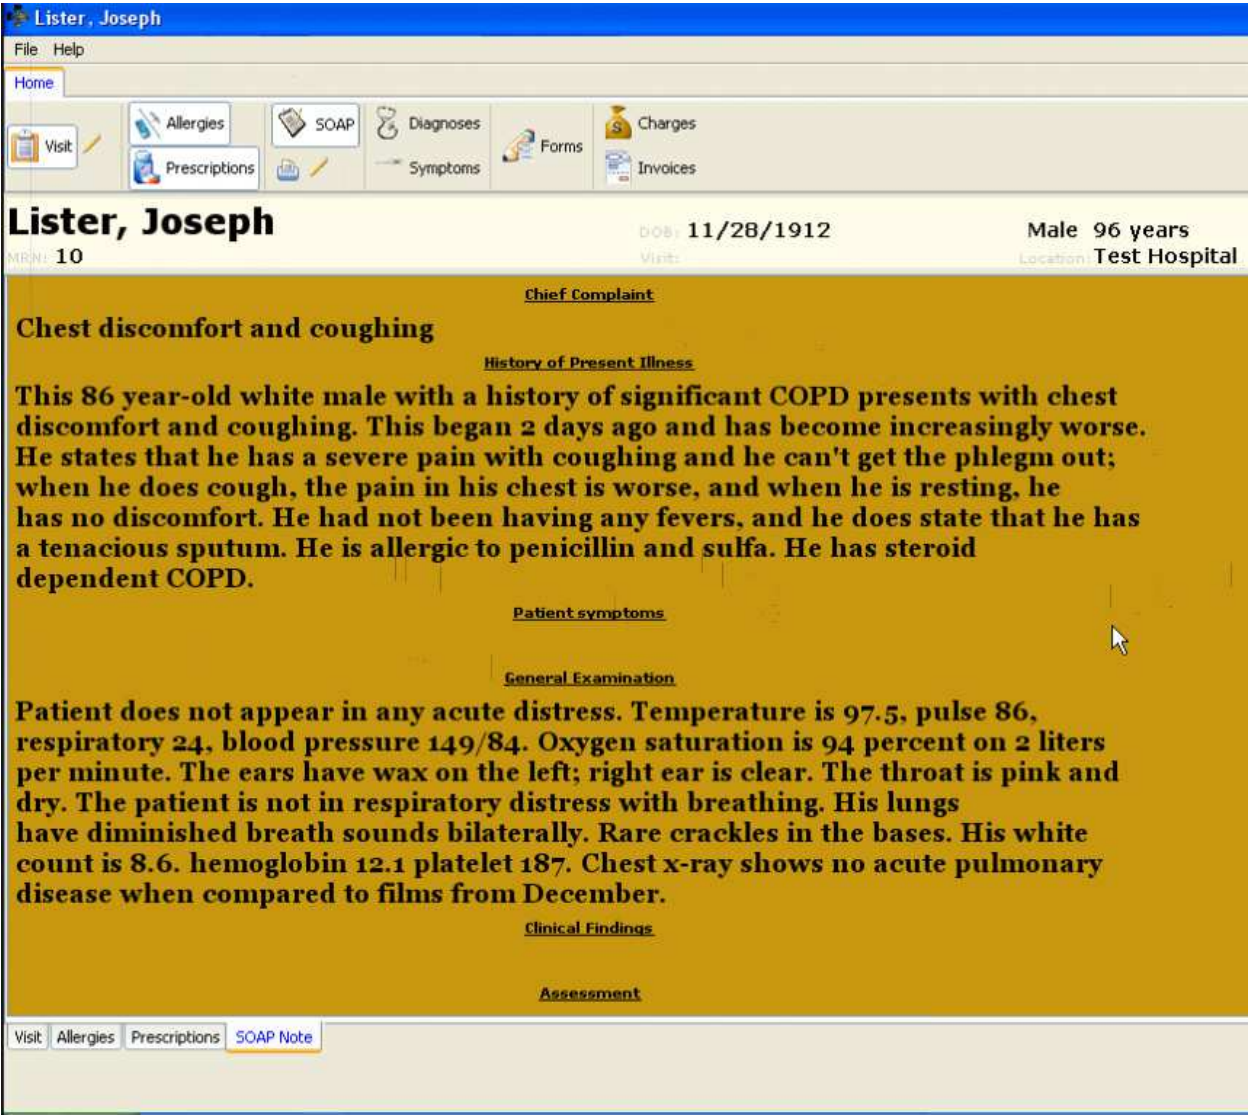 Lister, Joseph
File Help
Home
Visit
Allergies
Prescriptions
SOAP
Diagnoses
Symptoms
Forms
Charges
Invoices
Lister, Joseph
DOB: 11/28/1912
Male 96 years
MRN: 10
Visit:
Location: Test Hospital
Chief Complaint
Chest discomfort and coughing
History of Present Illness
This 86 year-old white male with a history of significant COPD presents with chest
discomfort and coughing. This began 2 days ago and has become increasingly worse.
He states that he has a severe pain with coughing and he can't get the phlegm out;
when he does cough, the pain in his chest is worse, and when he is resting, he
has no discomfort. He had not been having any fevers, and he does state that he has
a tenacious sputum. He is allergic to penicillin and sulfa. He has steroid
dependent COPD.
Patient symptoms
General Examination
Patient does not appear in any acute distress. Temperature is 97.5, pulse 86,
respiratory 24, blood pressure 149/84. Oxygen saturation is 94 percent on 2 liters
per minute. The ears have wax on the left; right ear is clear. The throat is pink and
dry. The patient is not in respiratory distress with breathing. His lungs
have diminished breath sounds bilaterally. Rare crackles in the bases. His white
count is 8.6. hemoglobin 12.1 platelet 187. Chest x-ray shows no acute pulmonary
disease when compared to films from December.
Clinical Findings
Assessment
Visit Allergies Prescriptions SOAP Note